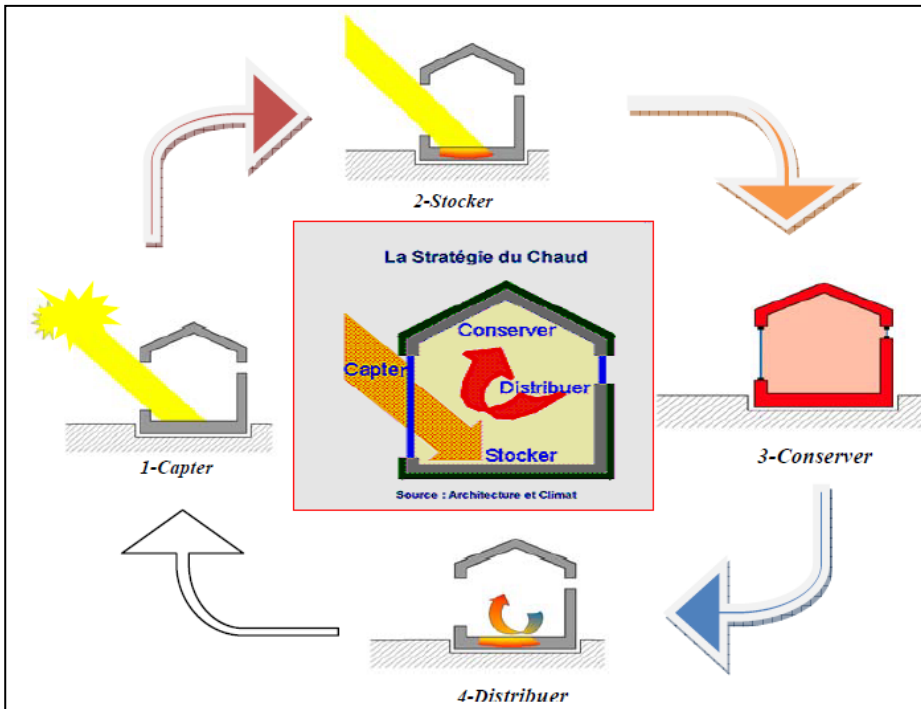 2-Stocker
La Stratégie du Chaud
Conserver
Capter
Distribuer
Stocker
Source : Architecture et Climat
1-Capter
3-Conserver
4-Distribuer